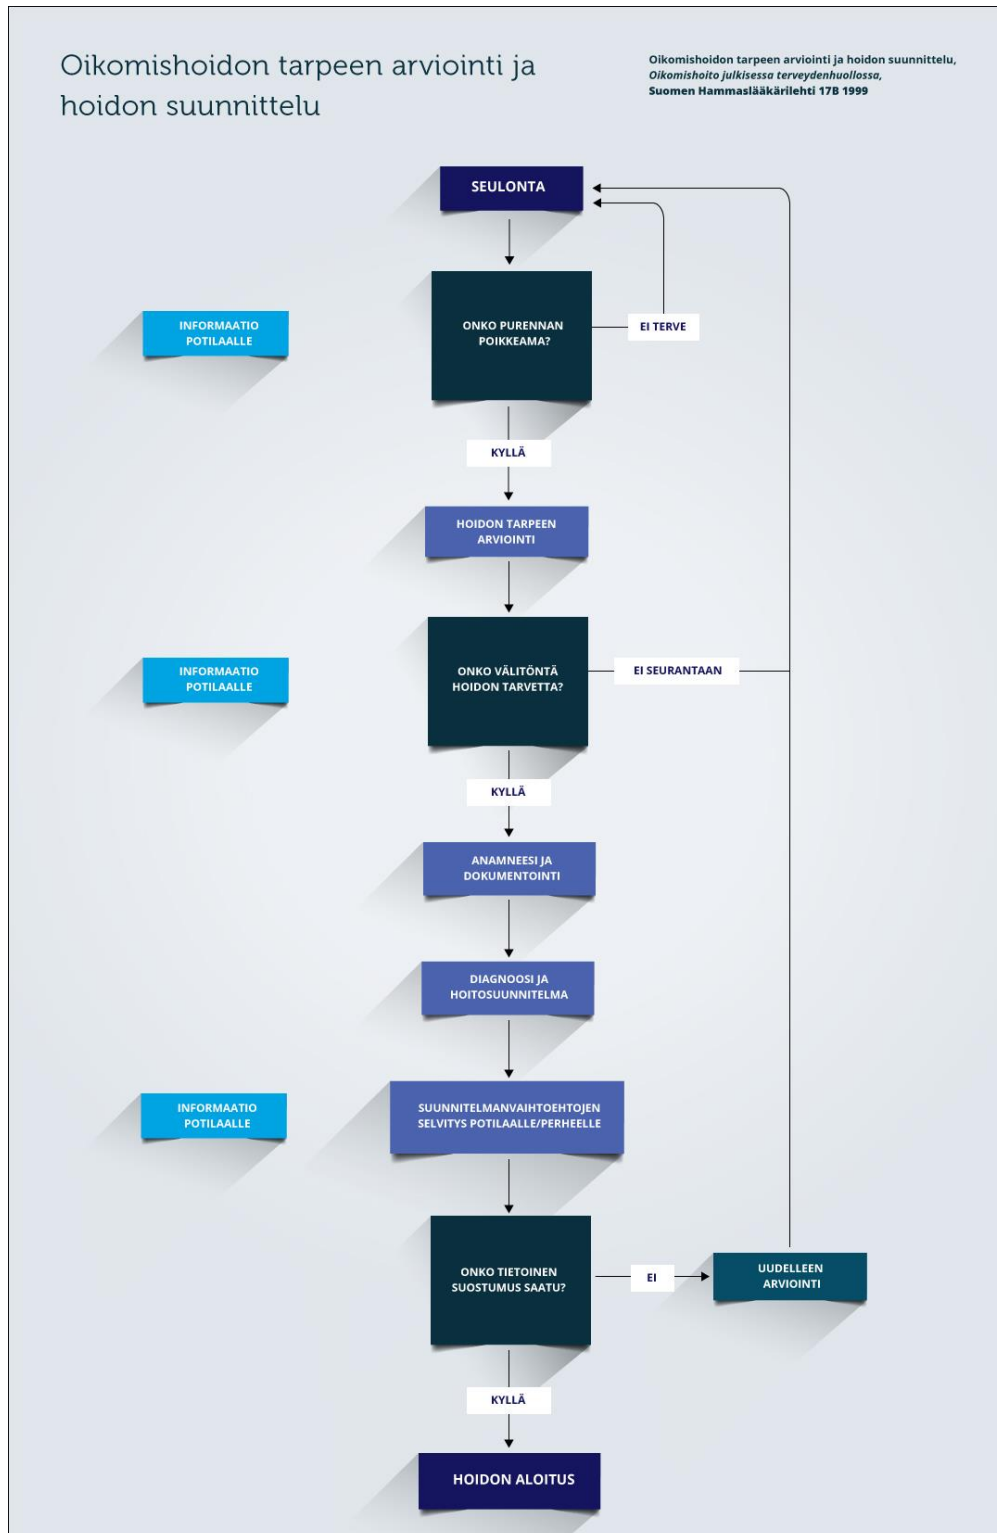 Oikomishoidon tarpeen arviointi ja
hoidon suunnittelu
Oikomishoidon tarpeen arviointi ja hoidon suunnittelu,
Oikomishoito julkisessa terveydenhuollossa,
Suomen Hammaslääkärilehti 17B 1999
SEULONTA
INFORMAATIO
POTILAALLE
ONKO PURENNAN
POIKKEAMA?
EI TERVE
KYLLÄ
HOIDON TARPEEN
ARVIOINTI
INFORMAATIO
POTILAALLE
ONKO VÄLITÖNTÄ
HOIDON TARVETTA?
EI SEURANTAAN
KYLLÄ
ANAMNEESI JA
DOKUMENTOINTI
DIAGNOOSI JA
HOITOSUUNNITELMA
INFORMAATIO
POTILAALLE
SUUNNITELMANVAIHTOEHTOJEN
SELVITYS POTILAALLE/PERHEELLE
ONKO TIETOINEN
SUOSTUMUS SAATU?
EI
UUDELLEEN
ARVIOINTI
KYLLÄ
HOIDON ALOITUS